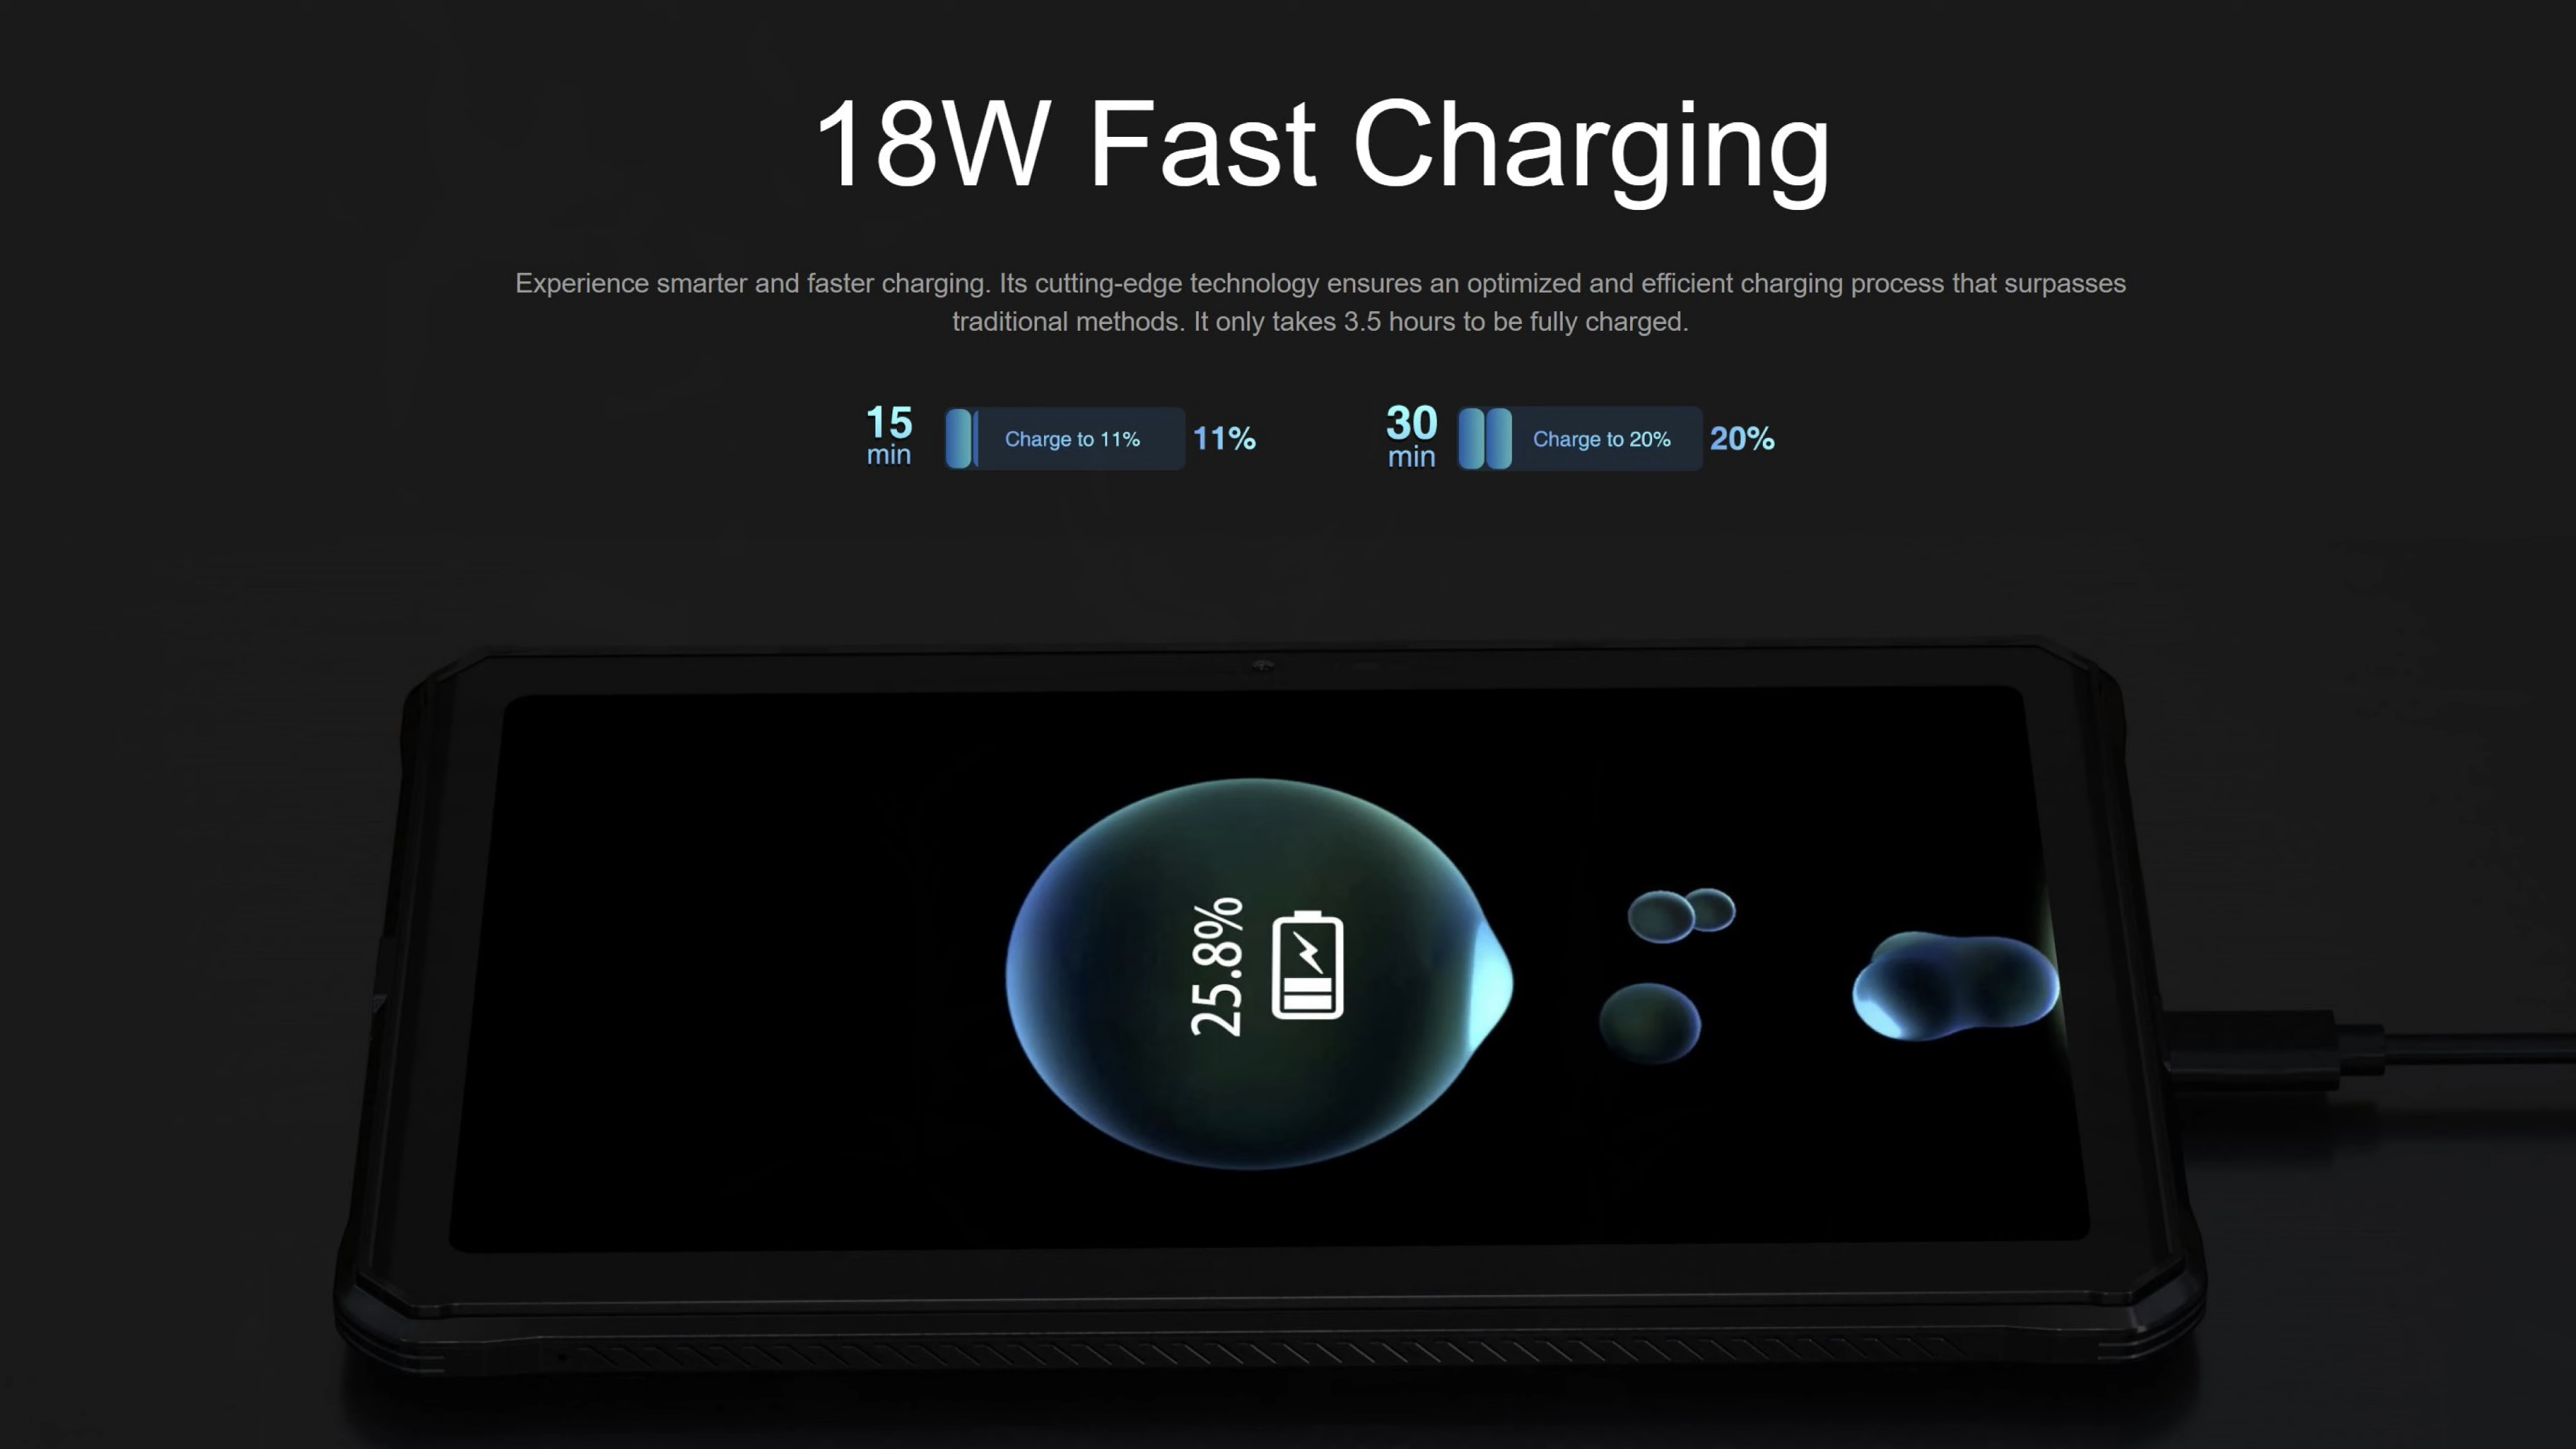 18W Fast Charging
Experience smarter and faster charging. Its cutting-edge technology ensures an optimized and efficient charging process that surpasses
traditional methods. It only takes 3.5 hours to be fully charged.
15
min
Charge to 11%
11%
30
min
Charge to 20%
20%
25.8%